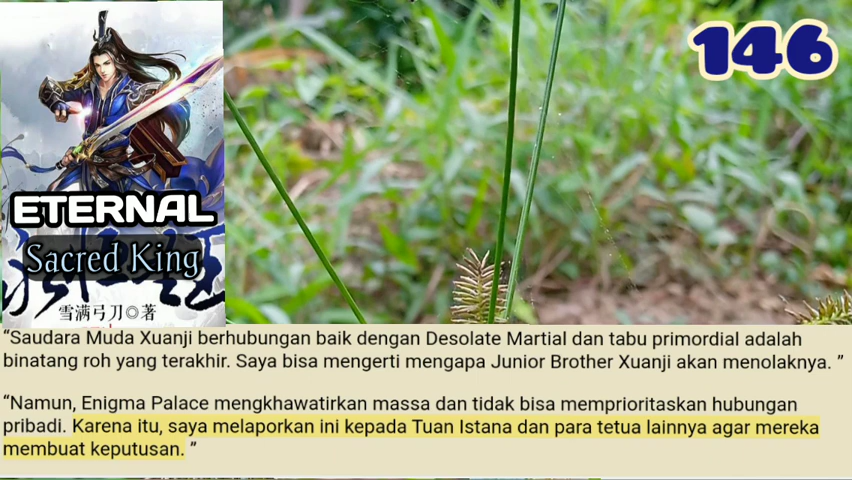 146
ETERNAL
Sacred King
雪满弓刀◎著
“Saudara Muda Xuanji berhubungan baik dengan Desolate Martial dan tabu primordial adalah
binatang roh yang terakhir. Saya bisa mengerti mengapa Junior Brother Xuanji akan menolaknya. ”
“Namun, Enigma Palace mengkhawatirkan massa dan tidak bisa memprioritaskan hubungan
pribadi. Karena itu, saya melaporkan ini kepada Tuan Istana dan para tetua lainnya agar mereka
membuat keputusan. ”